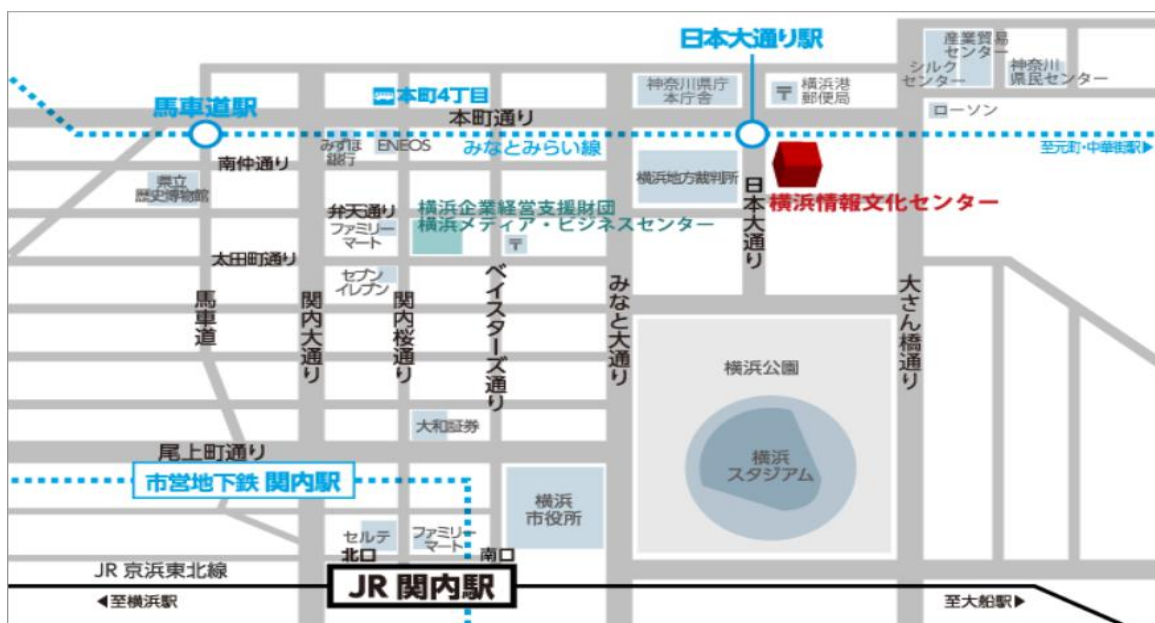 日本大通り駅
産業貿易
センター
シルク
センター
神奈川
県民センター
神奈川県庁
本庁舎
〒
横浜港
郵便局
馬車道駅
本町4丁目
本町通り
ローソン
みずほ
銀行
ENEOS
みなとみらい線
至元町・中華街駅▶
南仲通り
県立
歴史博物館
横浜地方裁判所
日本大通り
横浜情報文化センター
弁天通り
横浜企業経営支援財団
ファミリー
マート
横浜メディア・ビジネスセンター
〒
太田町通り
セブン
イレブン
馬車道
関内大通り
関内桜通り
ベイスターズ通り
みなと大通り
大さん橋通り
横浜公園
横浜
スタジアム
大和証券
尾上町通り
市営地下鉄 関内駅
横浜
市役所
セルテ
ファミリー
マート
北口
南口
JR 京浜東北線
JR 関内駅
◀至横浜駅
至大船駅▶